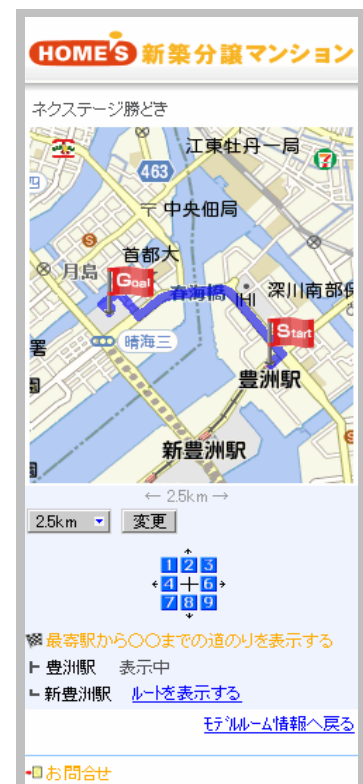 HOME'S 新築分譲マンション
ネクステージ勝どき
江東牡丹一局
463
〒中央佃局
首都大
月島
Goal
春海橋
IHI
深川南部
Start
晴海三
署
豊洲駅
新豊洲駅
← 2.5km →
2.5km 変更
1 2 3
4 6
7 8 9
最寄駅から〇〇までの道のりを表示する
豊洲駅 表示中
新豊洲駅 ルートを表示する
ﾓﾃﾞﾙﾙｰﾑ情報へ戻る
お問合せ